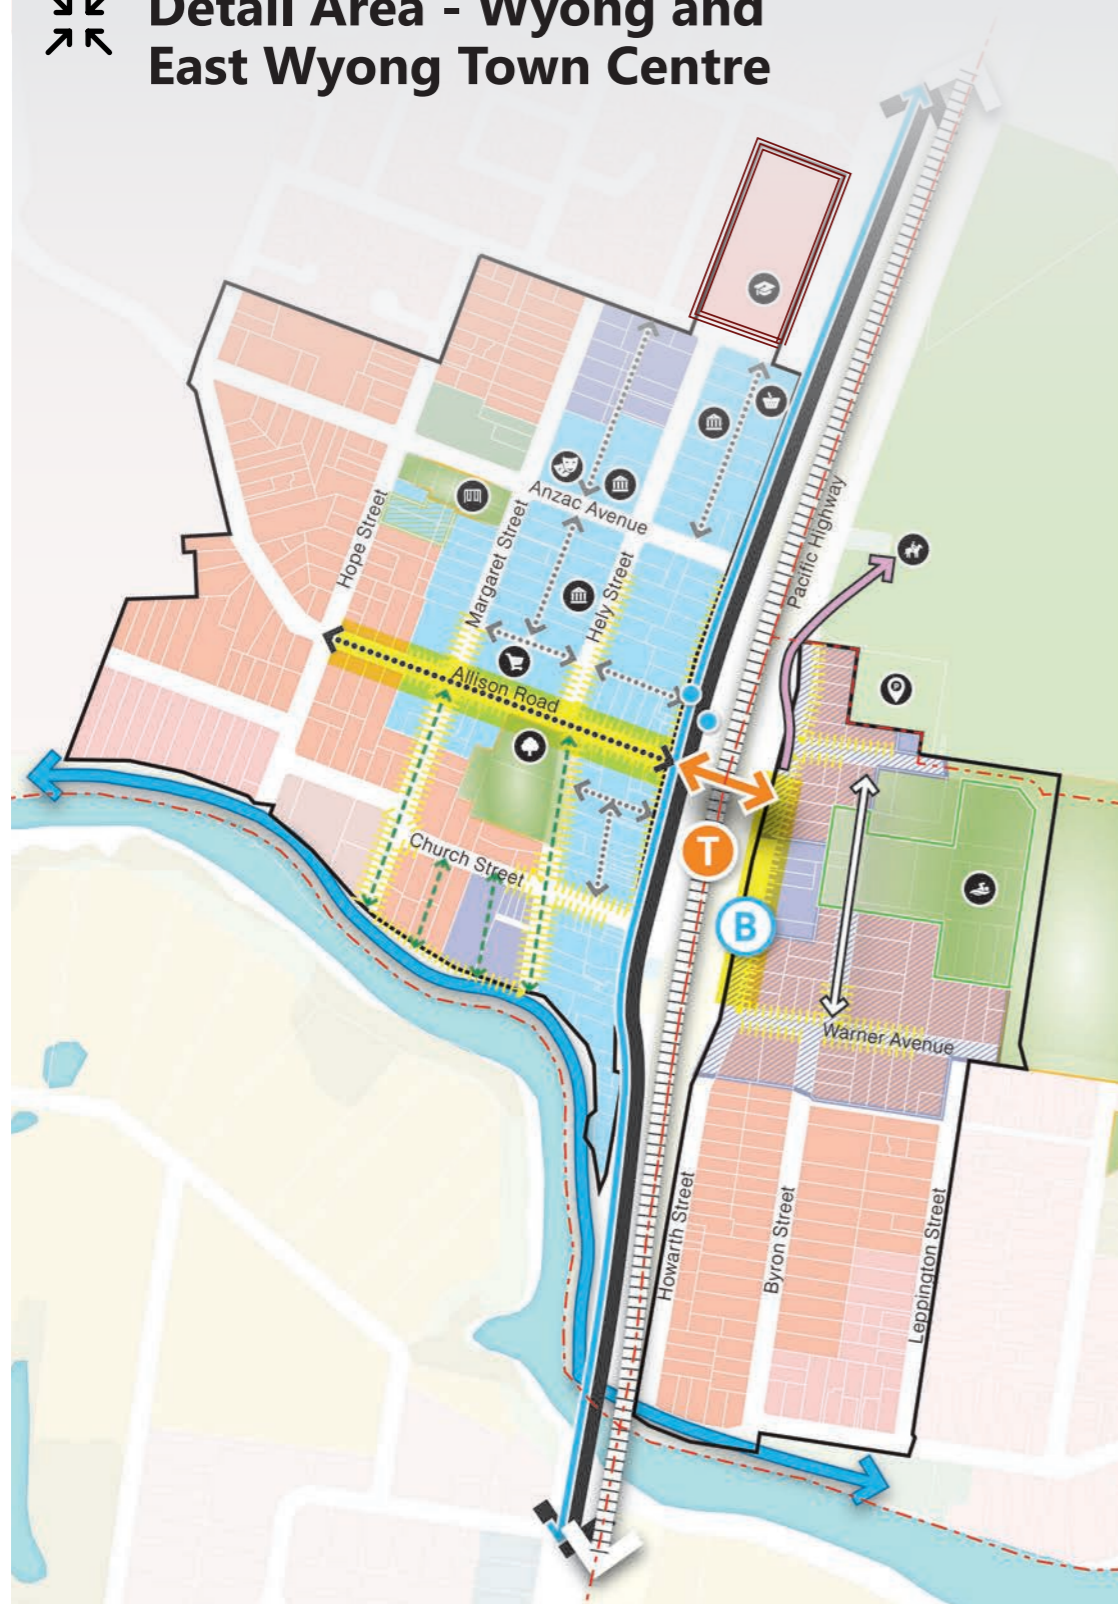 Detail Area - Wyong and
East Wyong Town Centre
Pacific Highway
Anzac Avenue
Hope Street
Margaret Street
Hely Street
Allison Road
P
Church Street
T
B
Warner Avenue
Howarth Street
Byron Street
Leppington Street